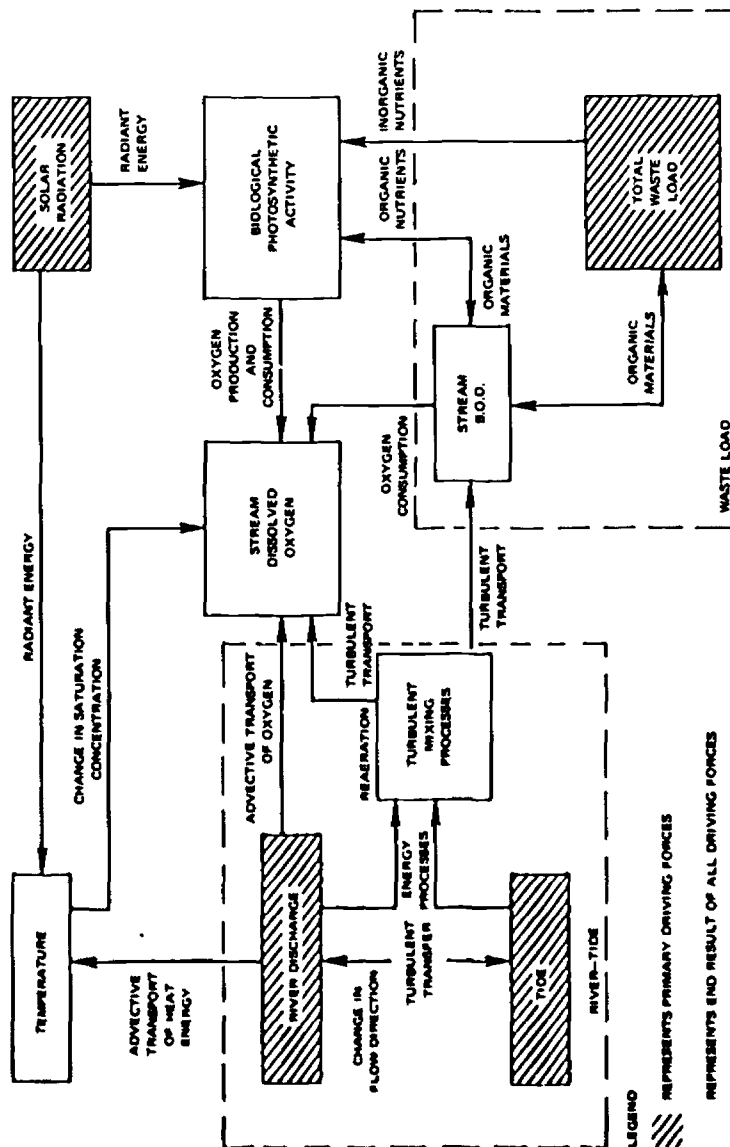 SOLAR
RADIATION
RADIANT
ENERGY
RADIANT ENERGY
TEMPERATURE
CHANGE IN SATURATION
CONCENTRATION
BIOLOGICAL
PHOTOSYNTHETIC
ACTIVITY
OXYGEN
PRODUCTION
AND
CONSUMPTION
STREAM
DISSOLVED
OXYGEN
ADVECTIVE TRANSPORT
OF OXYGEN
ADVECTIVE
TRANSPORT
OF HEAT
ENERGY
RIVER DISCHARGE
INORGANIC
NUTRIENTS
ORGANIC
NUTRIENTS
ORGANIC
MATERIALS
OXYGEN
CONSUMPTION
TURBULENT
TRANSPORT
REAERATION
TURBULENT
MIXING
PROCESSES
ENERGY
PROCESSES
TURBULENT
TRANSFER
CHANGE IN
FLOW DIRECTION
STREAM
B.O.D.
TURBULENT
TRANSPORT
TOTAL
WASTE
LOAD
ORGANIC
MATERIALS
WASTE LOAD
TIDE
RIVER-TIDE
LEGEND
REPRESENTS PRIMARY DRIVING FORCES
REPRESENTS END RESULT OF ALL DRIVING FORCES